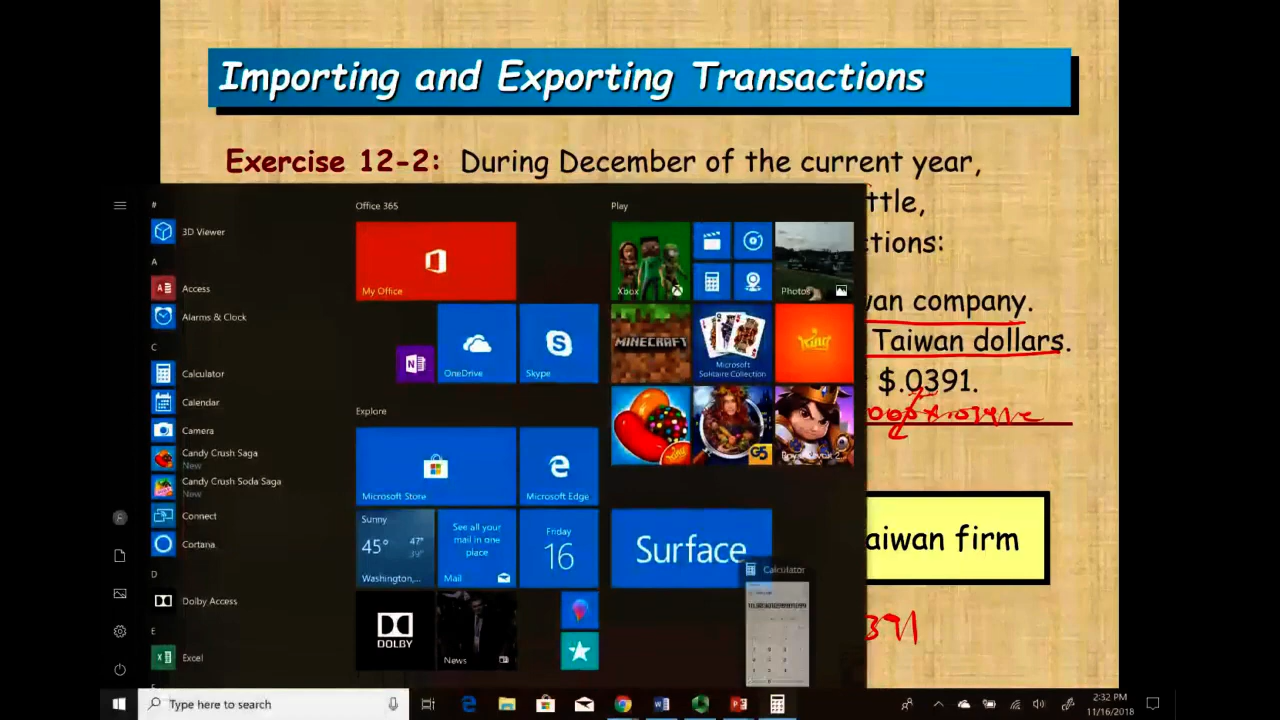 Importing and Exporting Transactions
Exercise 12-2: During December of the current year,
ttle,
ctions:
wan company.
Taiwan dollars.
$.0391.
aiwan firm
391
#
3D Viewer
A
Access
Alarms & Clock
C
Calculator
Calendar
Camera
Candy Crush Saga
New
Candy Crush Soda Saga
New
Connect
Cortana
D
Dolby Access
E
Excel
Office 365
My Office
OneDrive
Skype
Explore
Microsoft Store
Microsoft Edge
Sunny
45°
47°
39°
Washington,...
See all your
mail in one
place
Mail
Friday
16
DOLBY
News
Play
Xbox
Photos
MINECRAFT
Microsoft
Solitaire Collection
King
G5
Surface
Calculator
Type here to search
2:32 PM
11/16/2018